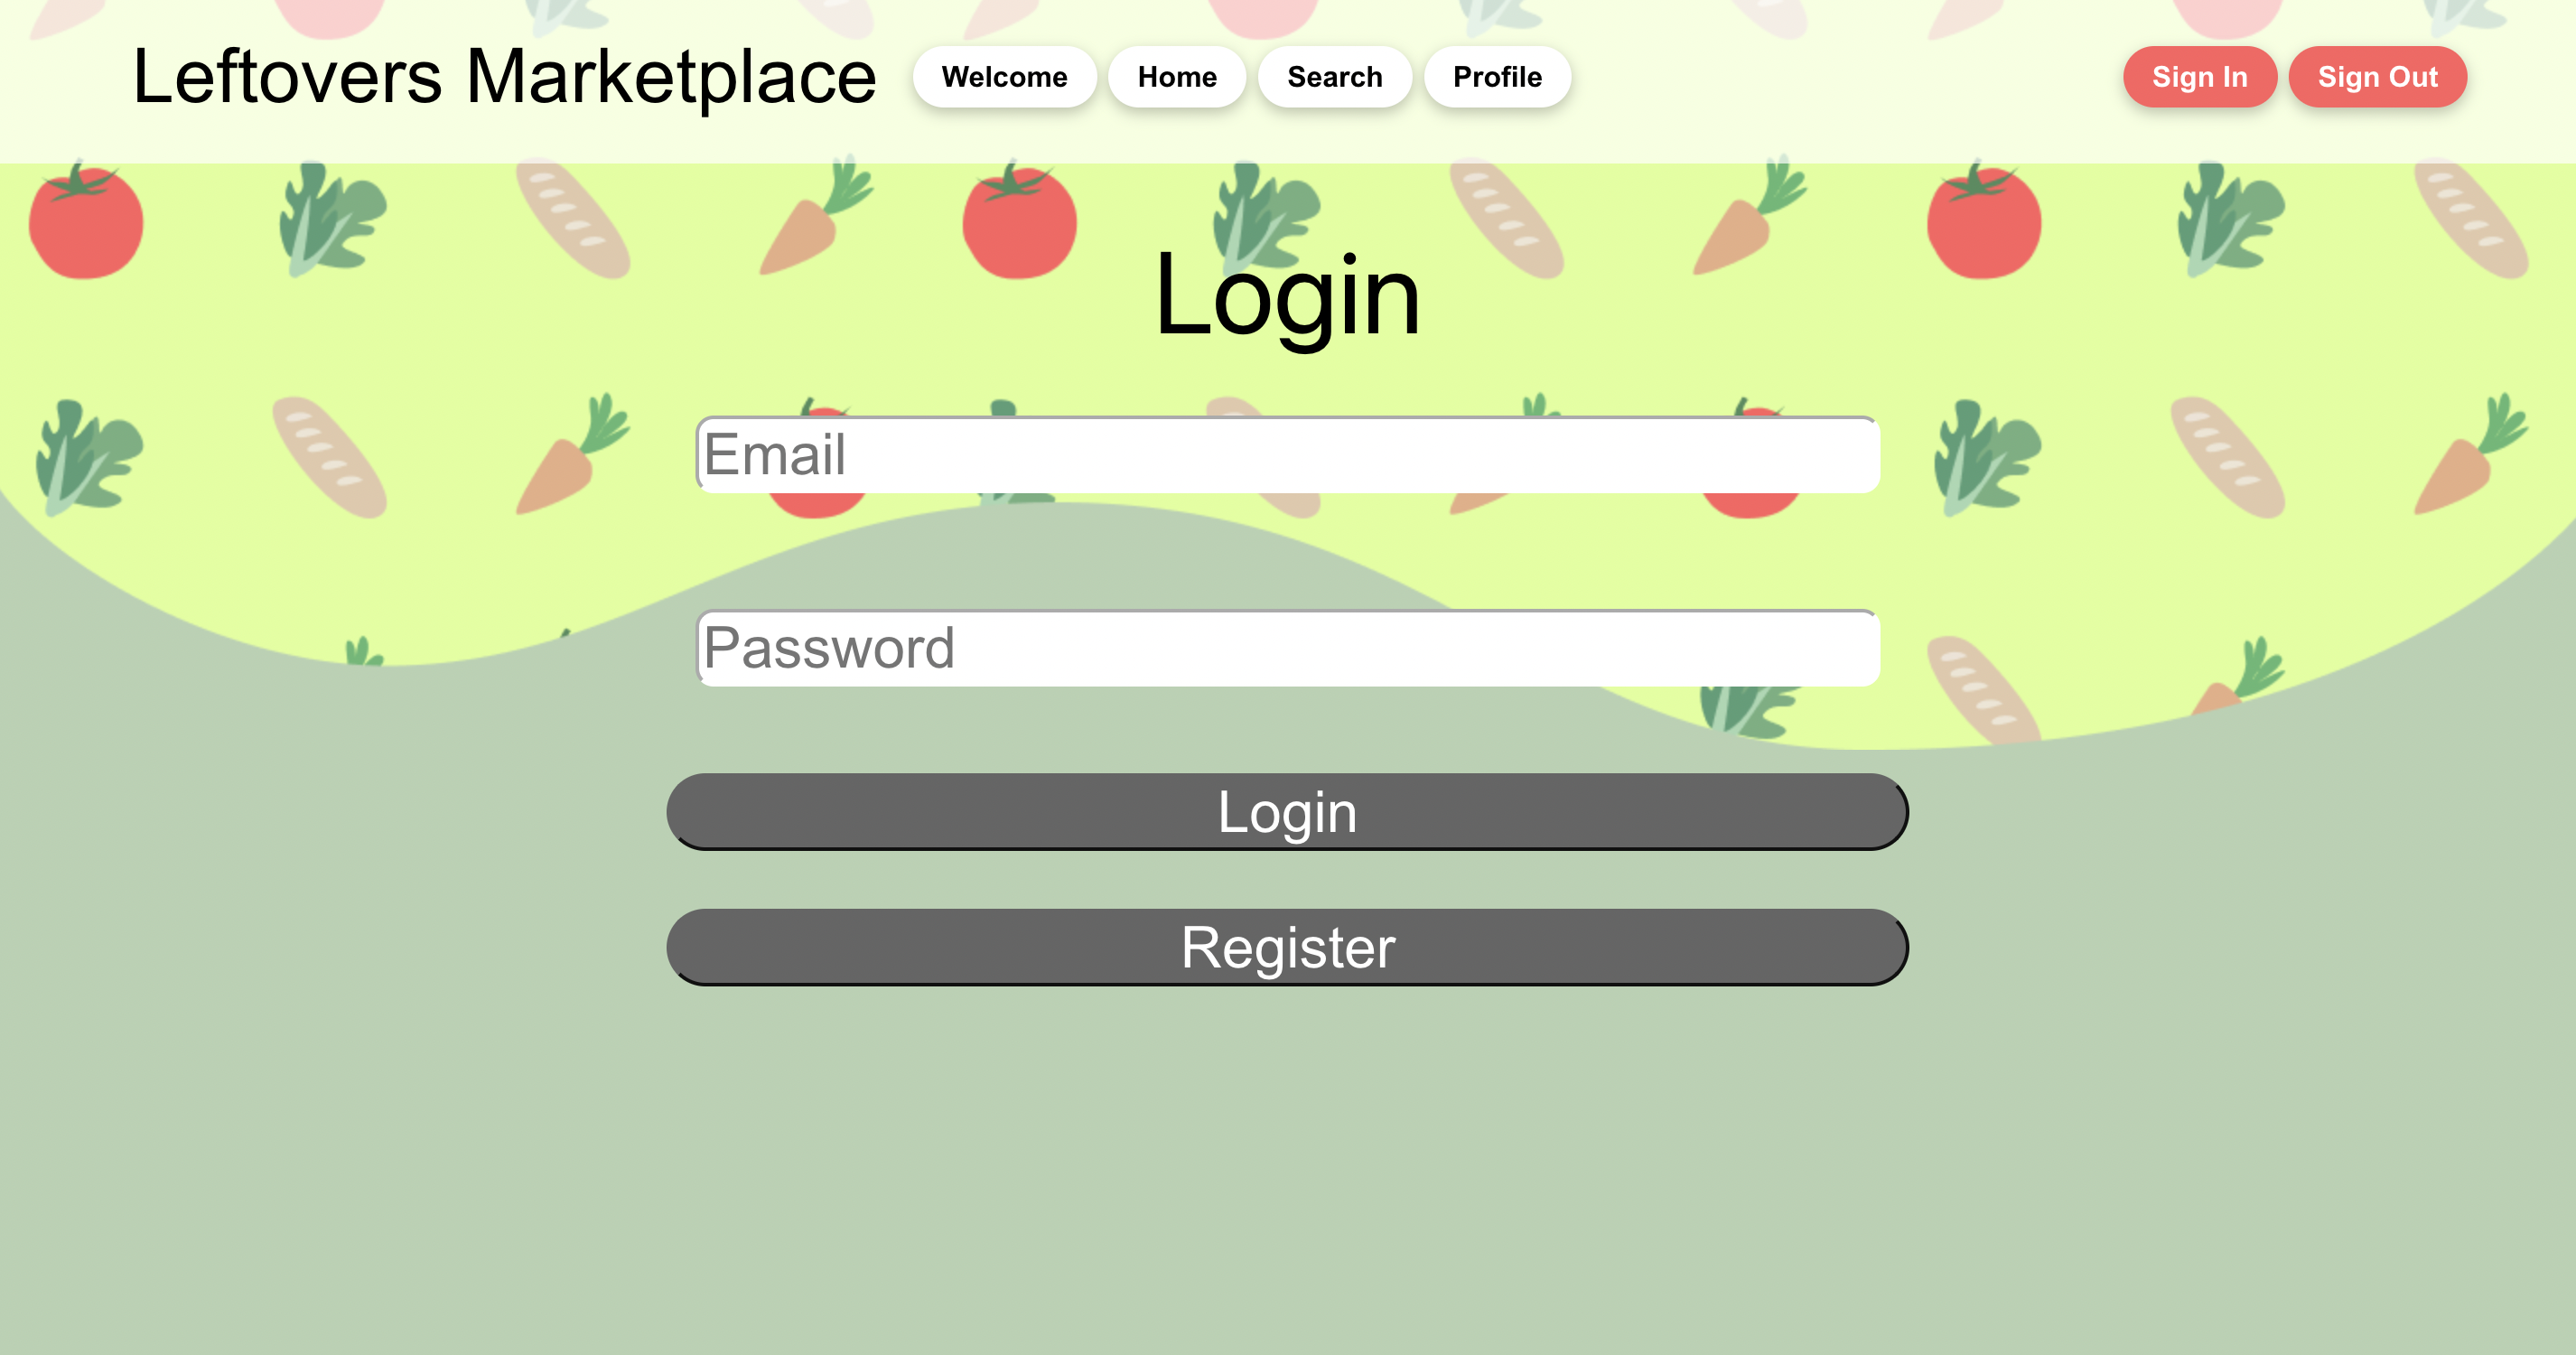 Leftovers Marketplace Welcome Home Search Profile Sign In Sign Out
Login
Email
Password
Login
Register